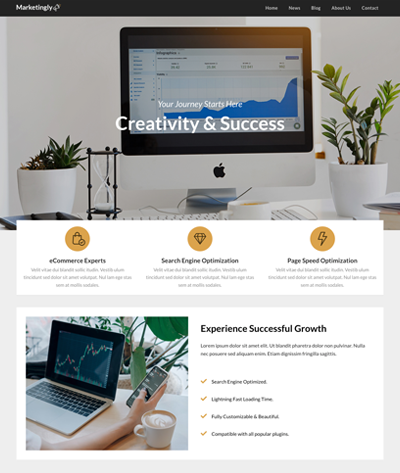 Marketingly
Home News Blog About Us Contact
Your Journey Starts Here
Creativity & Success
eCommerce Experts
Velit vitae dui blandit sollic itudin. Vestib ulum
tincidunt sed dolor sit amet volutpat. Nul lam ege stas
sem at mollis sodales.
Search Engine Optimization
Velit vitae dui blandit sollic itudin. Vestib ulum
tincidunt sed dolor sit amet volutpat. Nul lam ege stas
sem at mollis sodales.
Page Speed Optimization
Velit vitae dui blandit sollic itudin. Vestib ulum
tincidunt sed dolor sit amet volutpat. Nul lam ege stas
sem at mollis sodales.
Experience Successful Growth
Lorem ipsum dolor sit amet elit. Ut blandit pharetra dolor non pulvinar. Nulla
nec posuere sed aliquam enim. Etiam dignissim fringilla sagittis.
Search Engine Optimized.
Lightning Fast Loading Time.
Fully Customizable & Beautiful.
Compatible with all popular plugins.